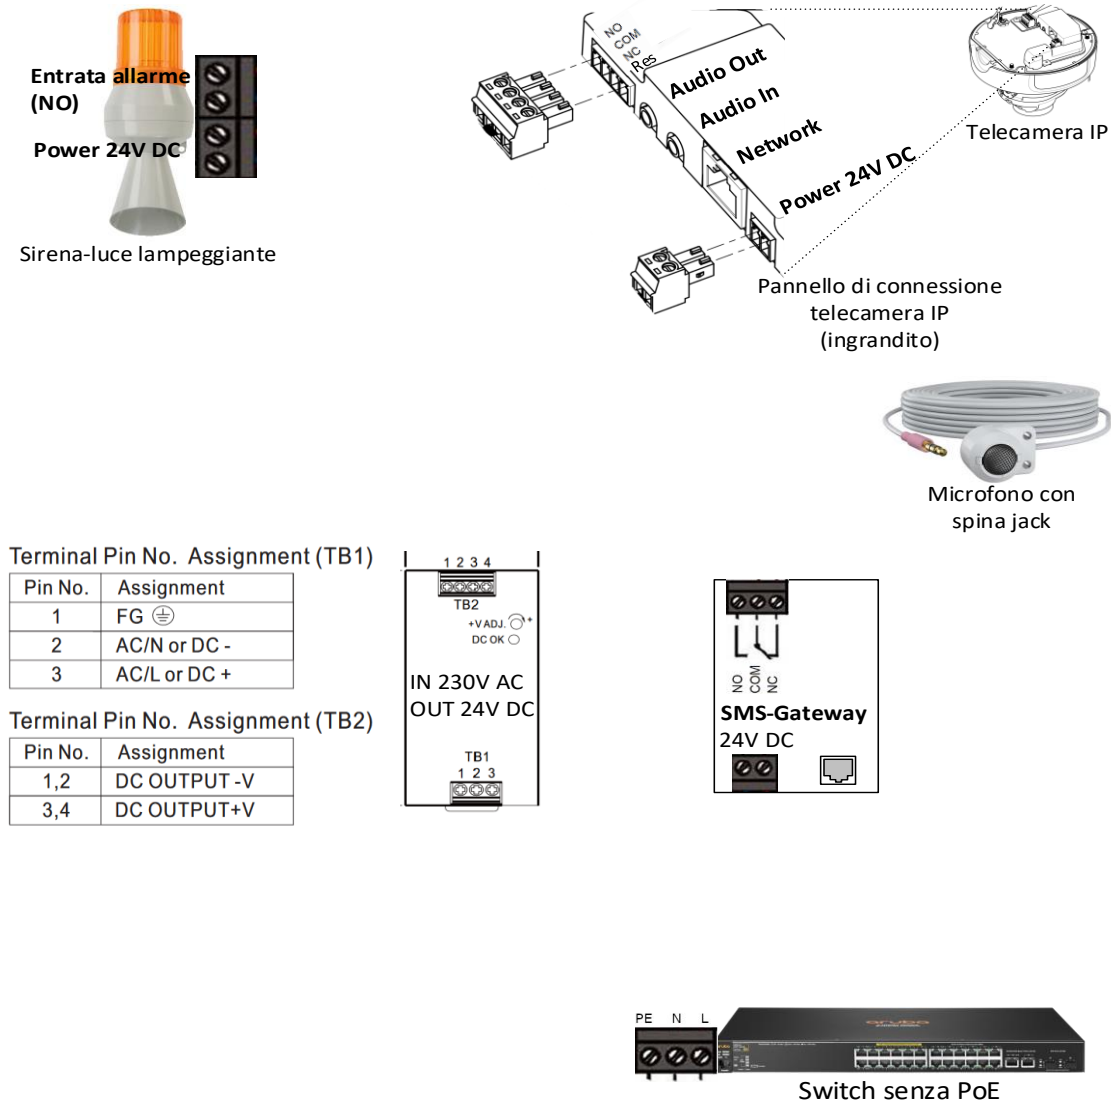 Entrata allarme
(NO)
Power 24V DC
Sirena-luce lampeggiante
NO
COM
NC
Res
Audio Out
Audio In
Network
Power 24V DC
Telecamera IP
Pannello di connessione
telecamera IP
(ingrandito)
Microfono con
spina jack
Terminal Pin No. Assignment (TB1)
Pin No. Assignment
1 FG
2 AC/N or DC -
3 AC/L or DC +
Terminal Pin No. Assignment (TB2)
Pin No. Assignment
1,2 DC OUTPUT -V
3,4 DC OUTPUT+V
1 2 3 4
TB2
+V ADJ. +
DC OK
IN 230V AC
OUT 24V DC
TB1
1 2 3
NO
COM
NC
SMS-Gateway
24V DC
PE N L
aruba
Switch senza PoE